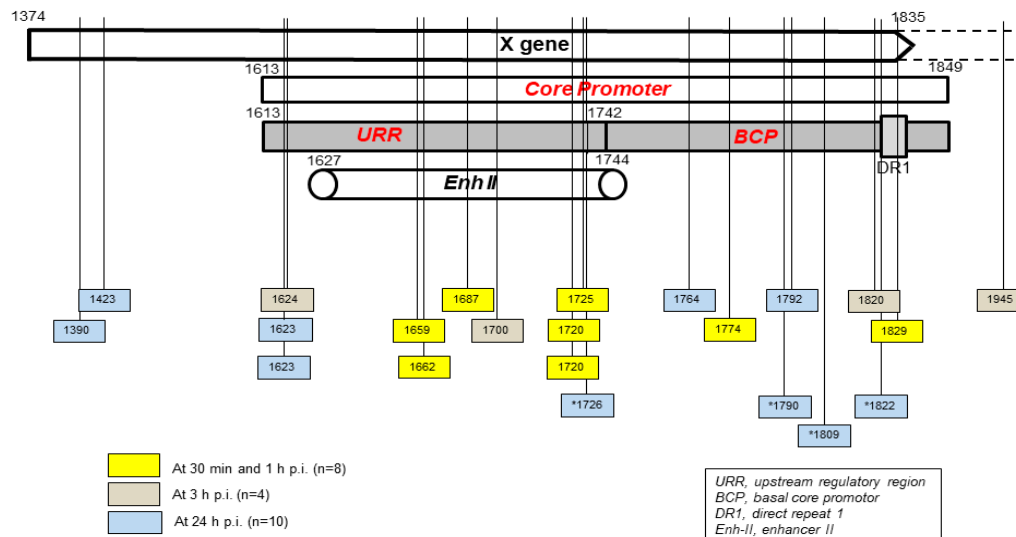 1374
1835
X gene
1613
1849
Core Promoter
1613
1742
URR
BCP
DR1
1627
1744
Enh II
1423
1624
1687
1725
1764
1792
1820
1945
1390
1623
1659
1700
1720
1774
1829
1623
1662
1720
*1726
*1790
*1822
*1809
At 30 min and 1 h p.i. (n=8)
At 3 h p.i. (n=4)
At 24 h p.i. (n=10)
URR, upstream regulatory region
BCP, basal core promotor
DR1, direct repeat 1
Enh-II, enhancer II